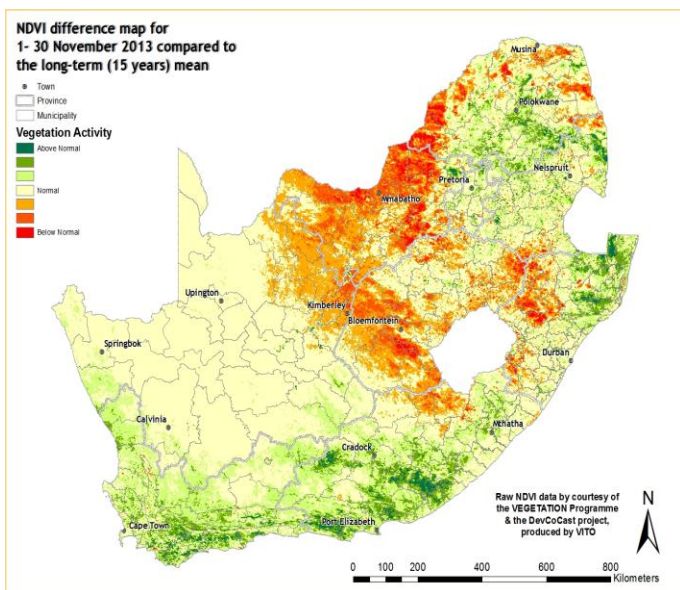 NDVI difference map for
1- 30 November 2013 compared to
the long-term (15 years) mean
Town
Province
Municipality
Vegetation Activity
Above Normal
Normal
Below Normal
Musina
Polokwane
Nelspruit
Pretoria
Mmabatho
Upington
Kimberley
Bloemfontein
Springbok
Durban
Calvinia
Mthatha
Cradock
Cape Town
Port Elizabeth
Raw NDVI data by courtesy of
the VEGETATION Programme
& the DevCoCast project,
produced by VITO
N
0 100 200 400 600 800
Kilometers